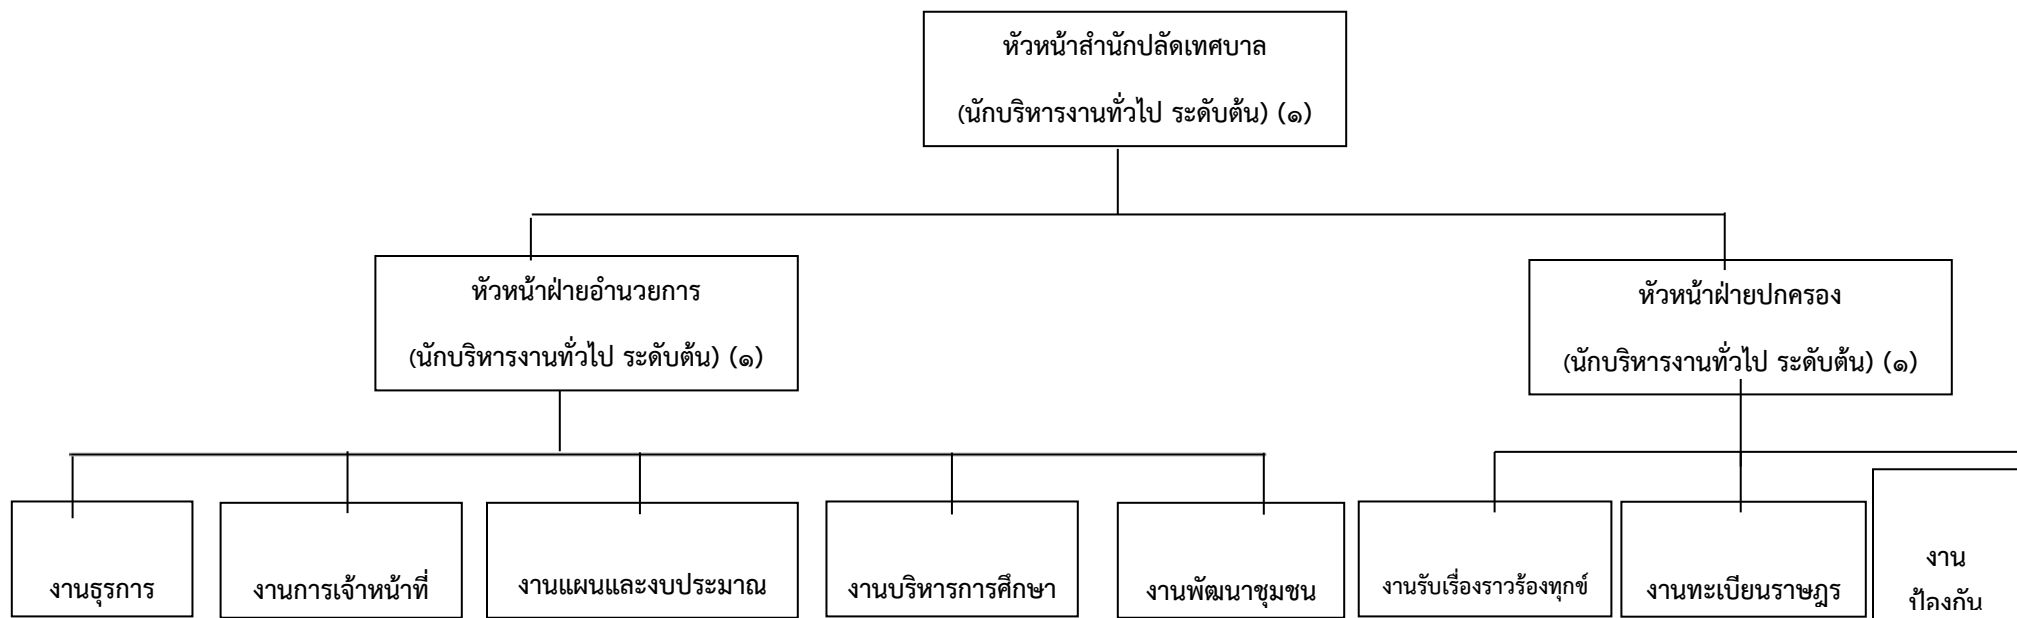 หัวหน้าสำนักปลัดเทศบาล
(นักบริหารงานทั่วไป ระดับต้น) (๑)
หัวหน้าฝ่ายอำนวยการ
(นักบริหารงานทั่วไป ระดับต้น) (๑)
หัวหน้าฝ่ายปกครอง
(นักบริหารงานทั่วไป ระดับต้น) (๑)
งานธุรการ
งานการเจ้าหน้าที่
งานแผนและงบประมาณ
งานบริหารการศึกษา
งานพัฒนาชุมชน
งานรับเรื่องราวร้องทุกข์
งานทะเบียนราษฎร
งาน
ป้องกัน